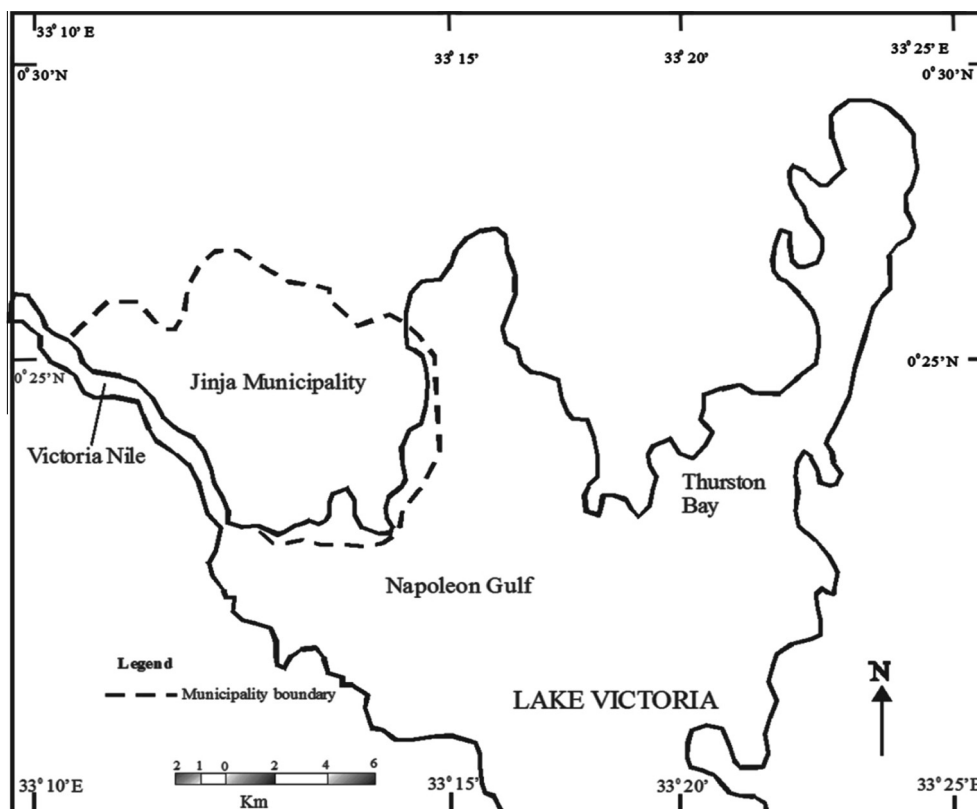 33° 10' E
33° 15'
33° 20'
33° 25'E
0° 30'N
0° 30'N
Jinja Municipality
0° 25'N
0° 25'N
Victoria Nile
Thurston
Bay
Napoleon Gulf
Legend
Municipality boundary
LAKE VICTORIA
N
2 1 0 2 4 6
Km
33° 10'E
33° 15'
33° 20'
33° 25'E